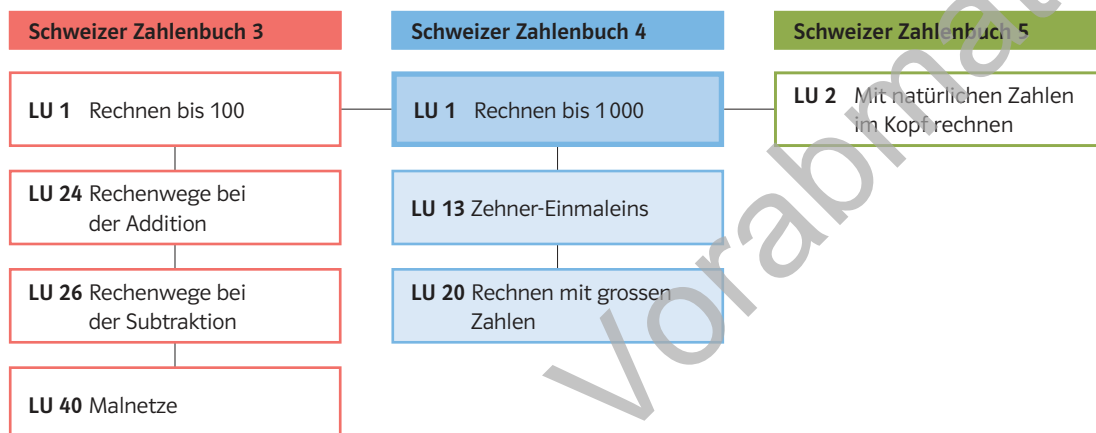 Schweizer Zahlenbuch 3
LU 1 Rechnen bis 100
LU 24 Rechenwege bei
der Addition
LU 26 Rechenwege bei
der Subtraktion
LU 40 Malnetze
Schweizer Zahlenbuch 4
LU 1 Rechnen bis 1 000
LU 13 Zehner-Einmaleins
LU 20 Rechnen mit grossen
Zahlen
Schweizer Zahlenbuch 5
LU 2 Mit natürlichen Zahlen
im Kopf rechnen